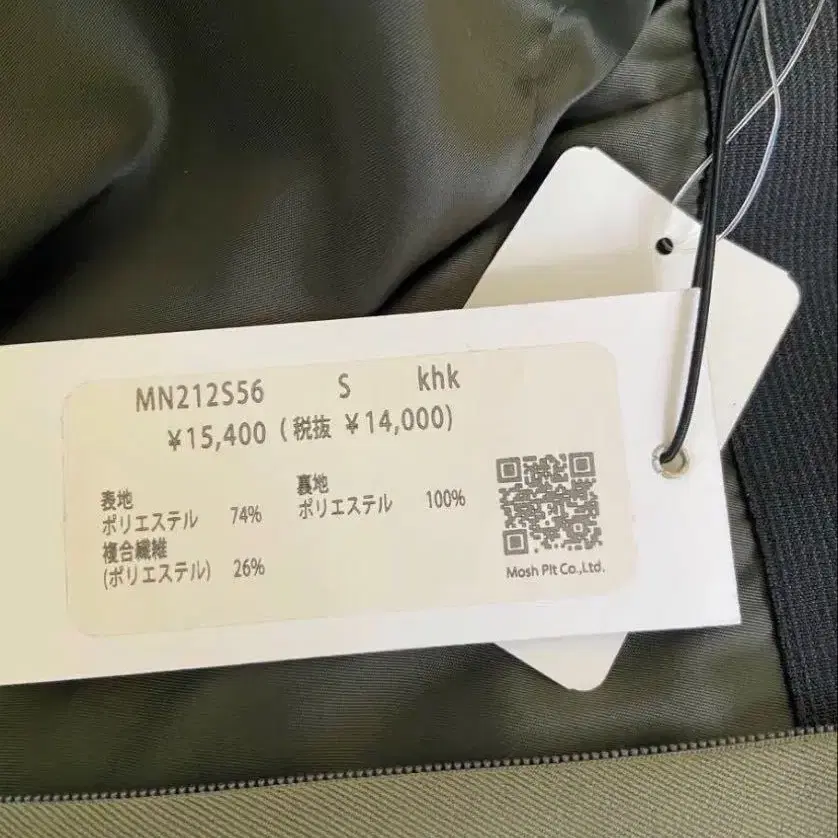 MN212S56 S khk
¥15,400 (税抜 ¥14,000)
表地
ポリエステル 74%
複合繊維
(ポリエステル) 26%
裏地
ポリエステル 100%
Mosh Pit Co.,Ltd.